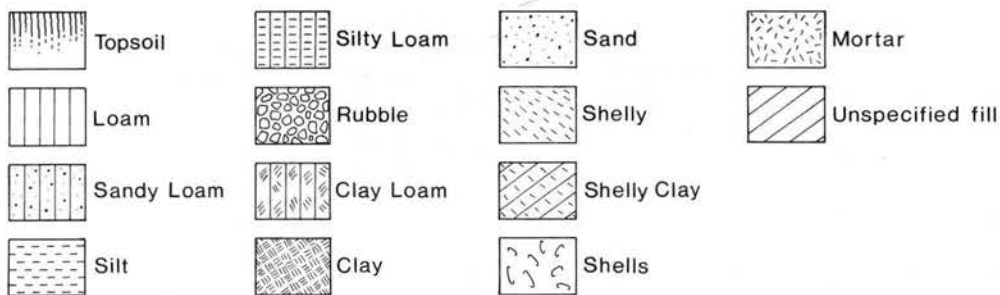 Topsoil
Loam
Sandy Loam
Silt
Silty Loam
Rubble
Clay Loam
Clay
Sand
Shelly
Shelly Clay
Shells
Mortar
Unspecified fill